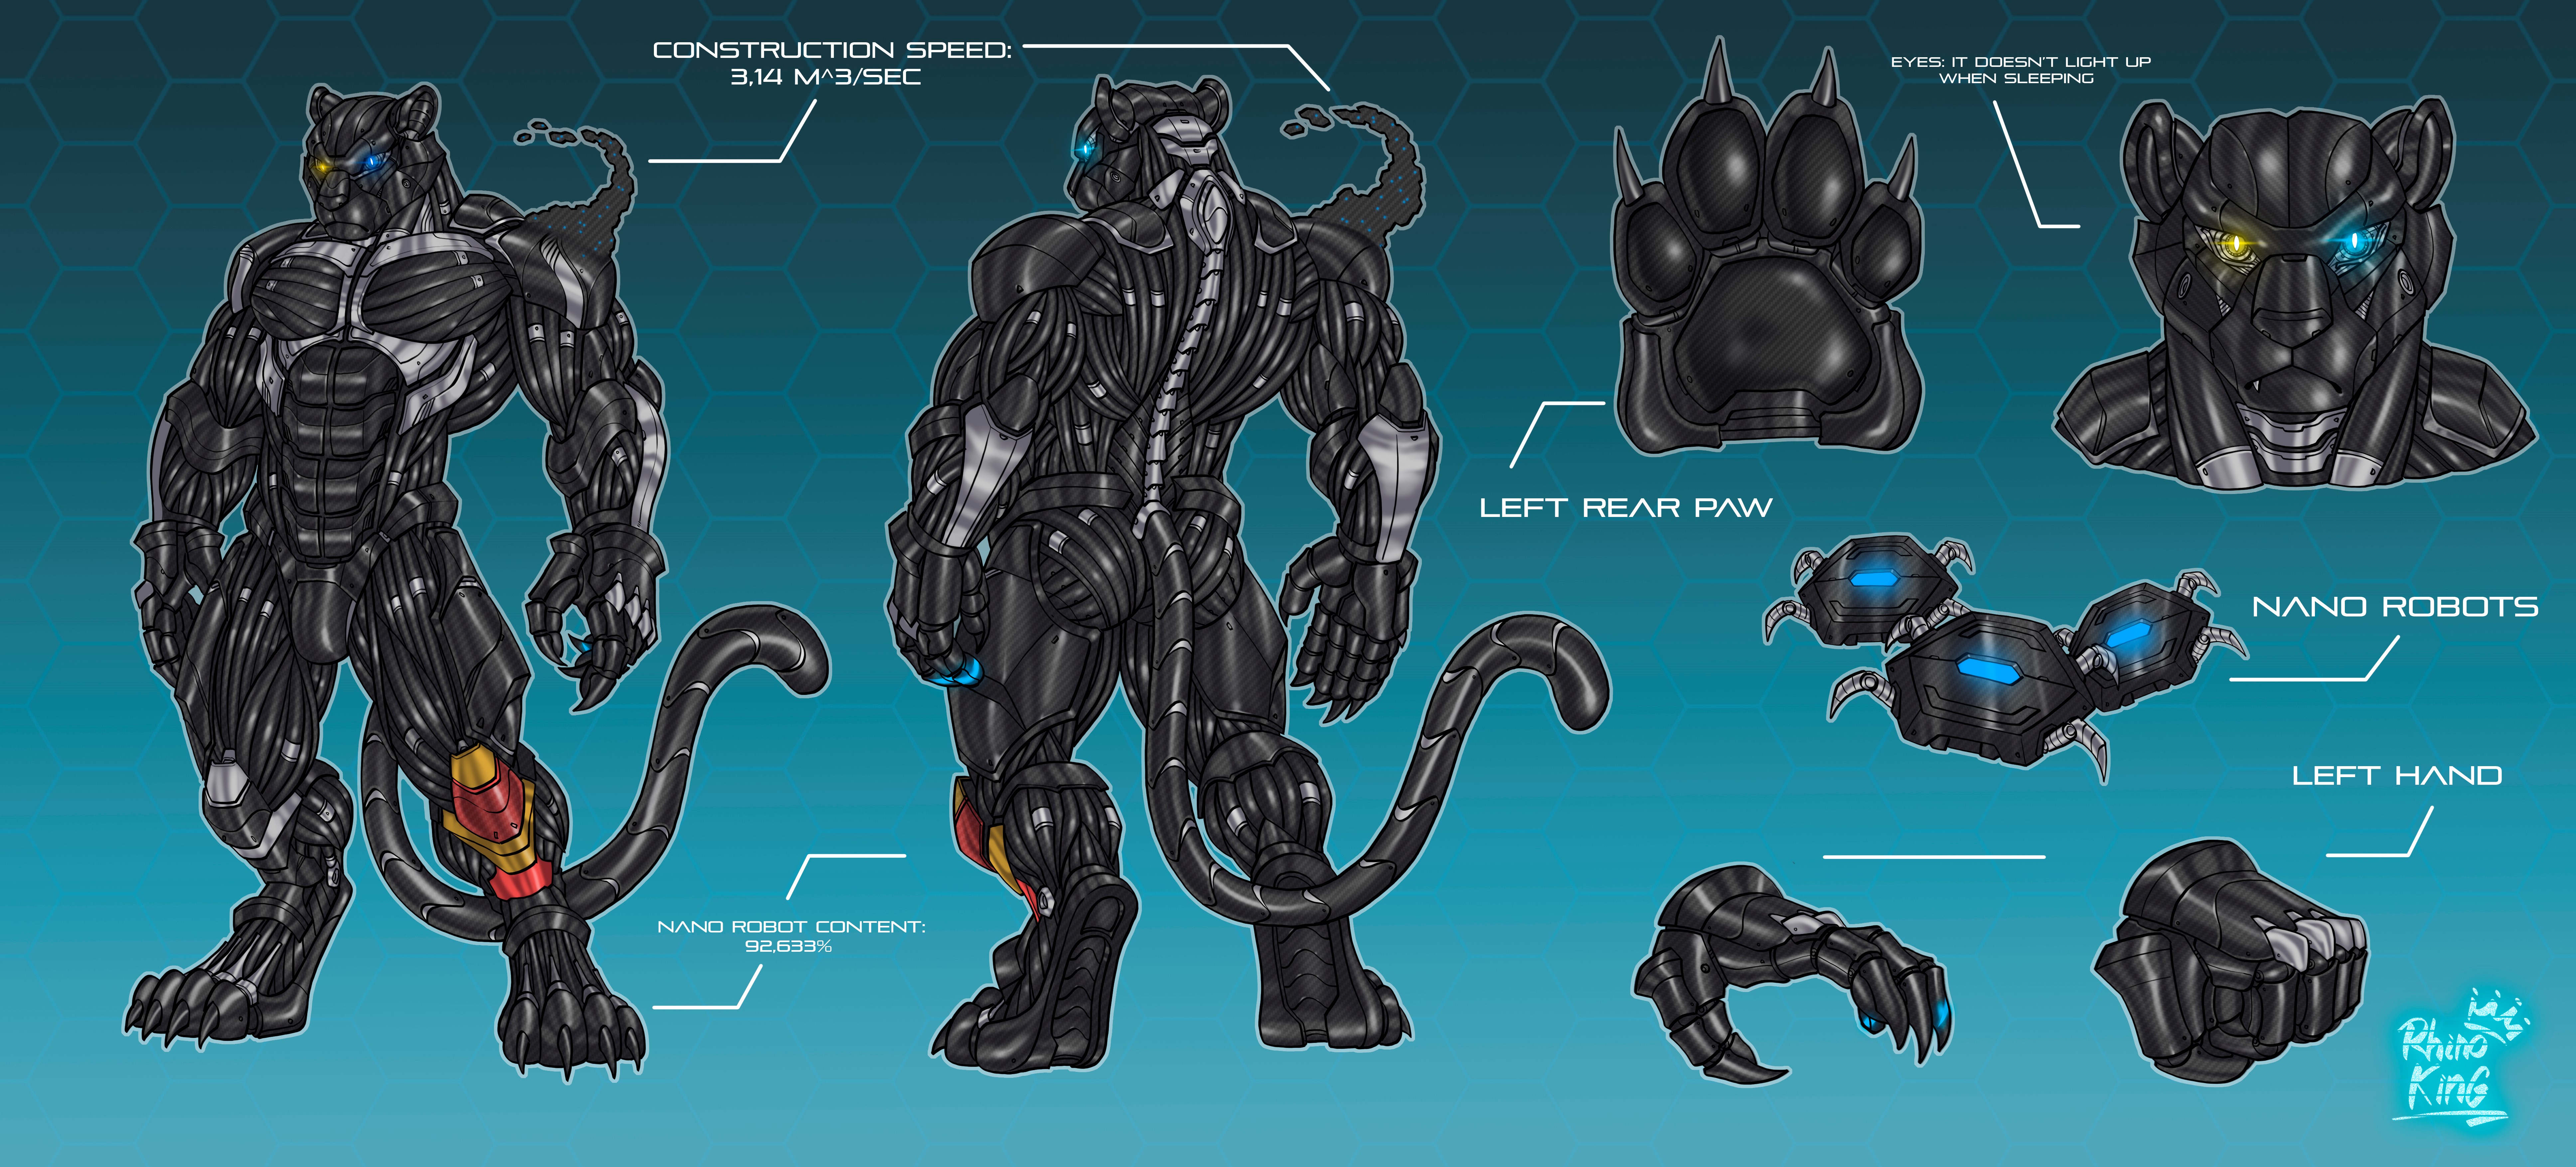 CONSTRUCTION SPEED:
3,14 M^3/SEC
EYES: IT DOESN'T LIGHT UP
WHEN SLEEPING
LEFT REAR PAW
NANO ROBOTS
LEFT HAND
NANO ROBOT CONTENT:
92,633%
Rhino
King